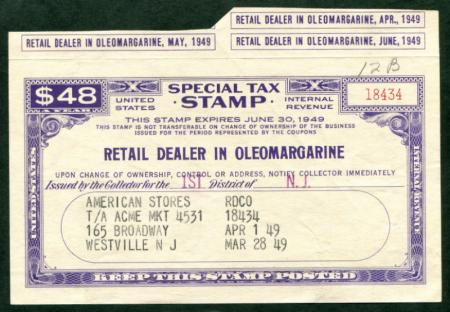 RETAIL DEALER IN OLEOMARGARINE, APR., 1949
RETAIL DEALER IN OLEOMARGARINE, MAY, 1949
RETAIL DEALER IN OLEOMARGARINE, JUNE, 1949
12B
$48
A YEAR
UNITED STATES
SPECIAL TAX
STAMP
INTERNAL REVENUE
18434
THIS STAMP EXPIRES JUNE 30, 1949
THIS STAMP IS NOT TRANSFERABLE ON CHANGE OF OWNERSHIP OF THE BUSINESS
ISSUED FOR THE PERIOD REPRESENTED BY THE COUPONS
RETAIL DEALER IN OLEOMARGARINE
UPON CHANGE OF OWNERSHIP, CONTROL OR ADDRESS, NOTIFY COLLECTOR IMMEDIATELY
Issued by the Collector for the 1ST District of N.J.
AMERICAN STORES RDCO
T/A ACME MKT 4531 18434
165 BROADWAY APR 1 49
WESTVILLE N J MAR 28 49
UNITED STATES
INTERNAL REVENUE
KEEP THIS STAMP POSTED